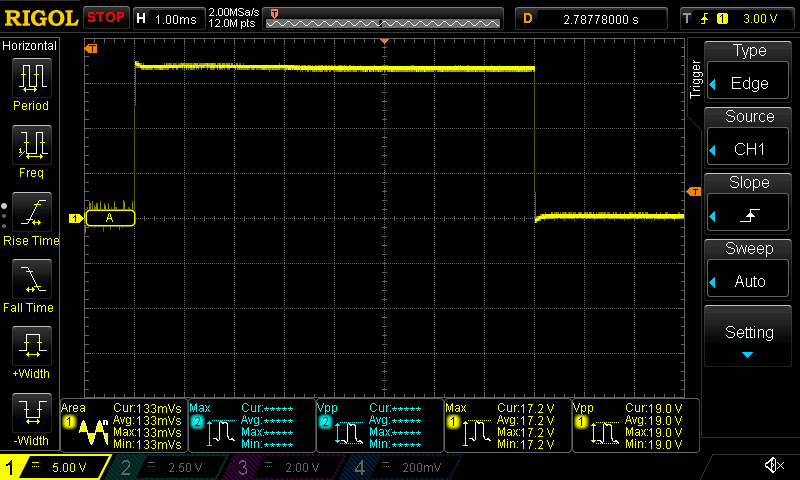 RIGOL STOP H 1.00ms 2.00MSa/s 12.0M pts T D 2.78778000 s T 1 3.00 V
Horizontal
Period
Freq
Rise Time
Fall Time
+Width
-Width
T
1
A
T
Trigger
Type
Edge
Source
CH1
Slope
Sweep
Auto
Setting
Area
1
n
Cur:133mVs
Avg:133mVs
Max:133mVs
Min:133mVs
Max
2
Cur:*****
Avg:*****
Max:*****
Min:*****
Vpp
2
Cur:*****
Avg:*****
Max:*****
Min:*****
Max
1
Cur:17.2 V
Avg:17.2 V
Max:17.2 V
Min:17.2 V
Vpp
1
Cur:19.0 V
Avg:19.0 V
Max:19.0 V
Min:19.0 V
1 5.00 V 2 2.50 V 3 2.00 V 4 200mV